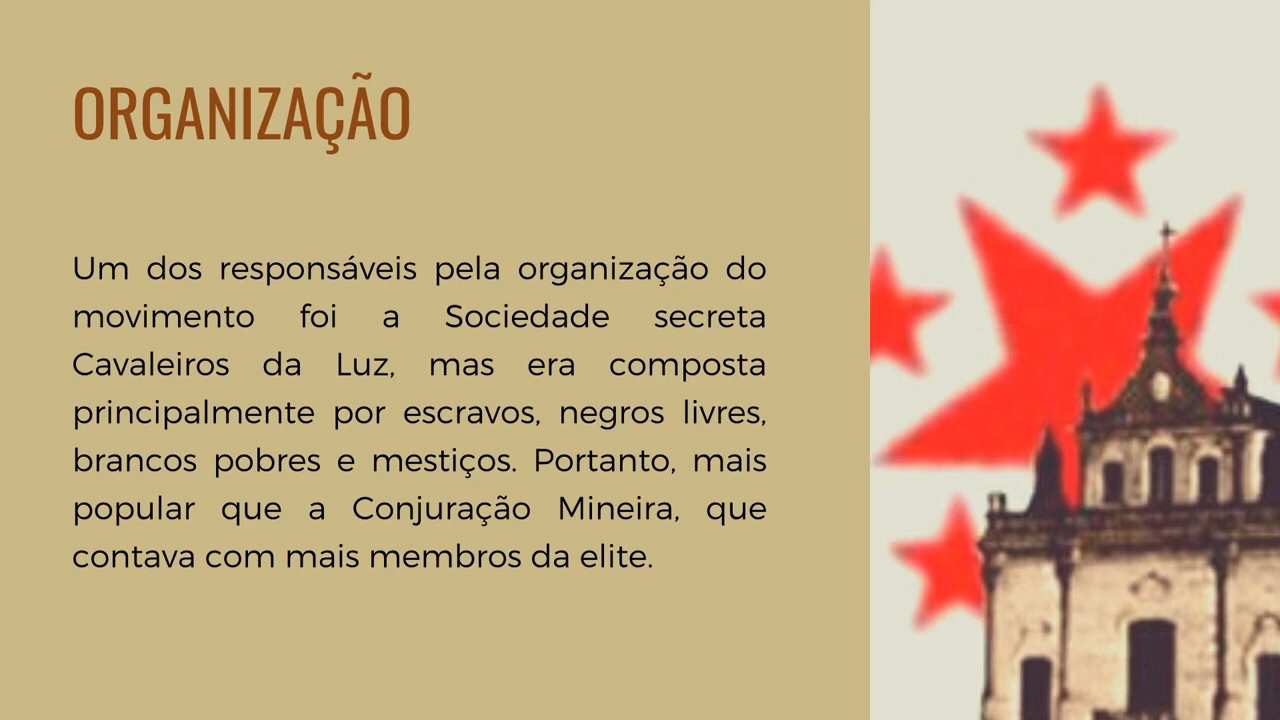 ORGANIZAÇÃO
Um dos responsáveis pela organização do
movimento foi a Sociedade secreta
Cavaleiros da Luz, mas era composta
principalmente por escravos, negros livres,
brancos pobres e mestiços. Portanto, mais
popular que a Conjuração Mineira, que
contava com mais membros da elite.